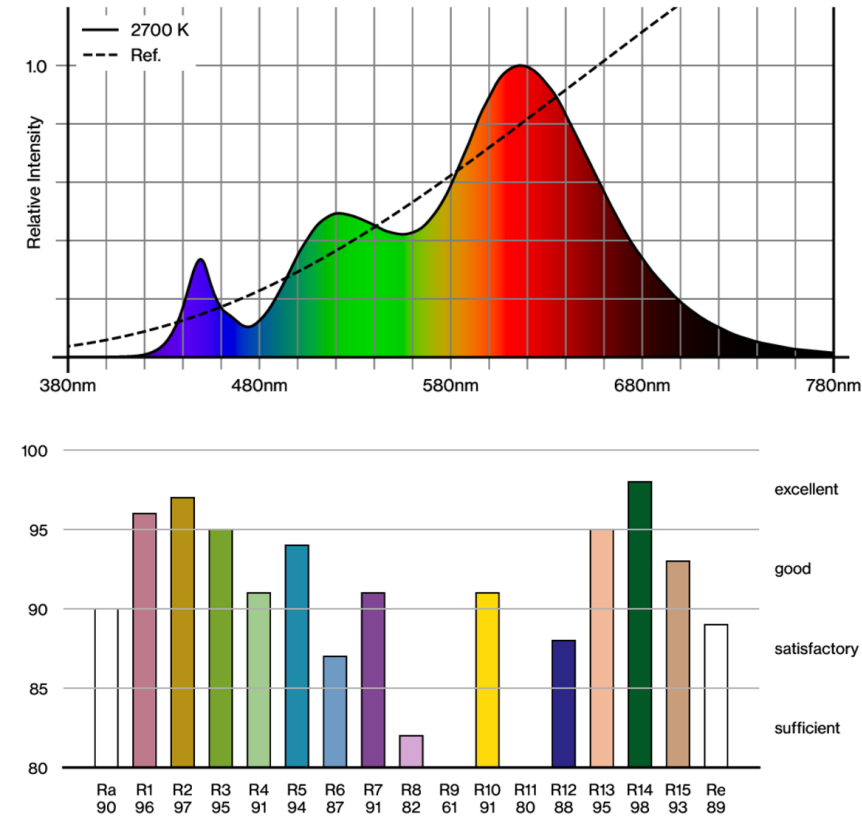 2700 K
Ref.
1.0
Relative Intensity
380nm 480nm 580nm 680nm 780nm
100
excellent
95
good
90
satisfactory
85
sufficient
80
Ra R1 R2 R3 R4 R5 R6 R7 R8 R9 R10 R11 R12 R13 R14 R15 Re
90 96 97 95 91 94 87 91 82 61 91 80 88 95 98 93 89